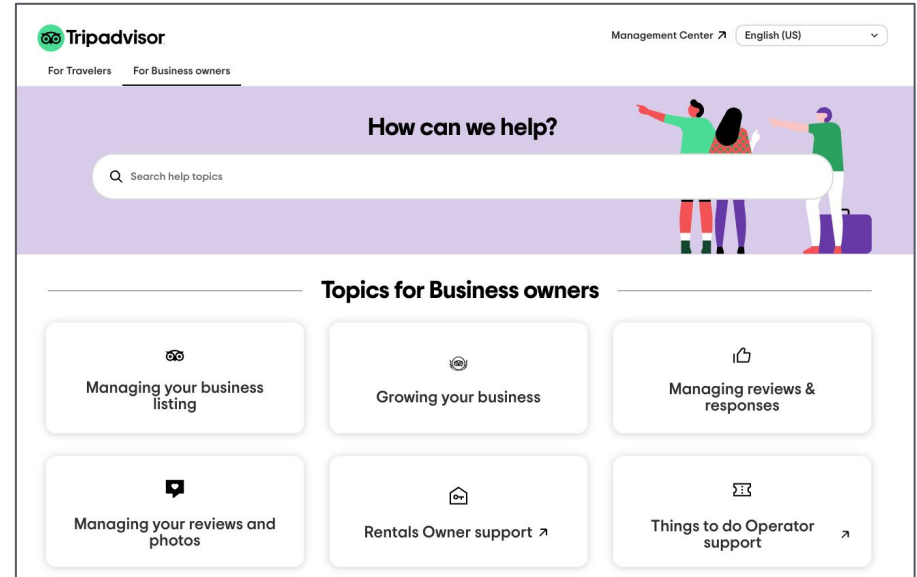 Tripadvisor
Management Center
English (US)
For Travelers
For Business owners
How can we help?
Search help topics
Topics for Business owners
Managing your business
listing
Growing your business
Managing reviews &
responses
Managing your reviews and
photos
Rentals Owner support
Things to do Operator
support